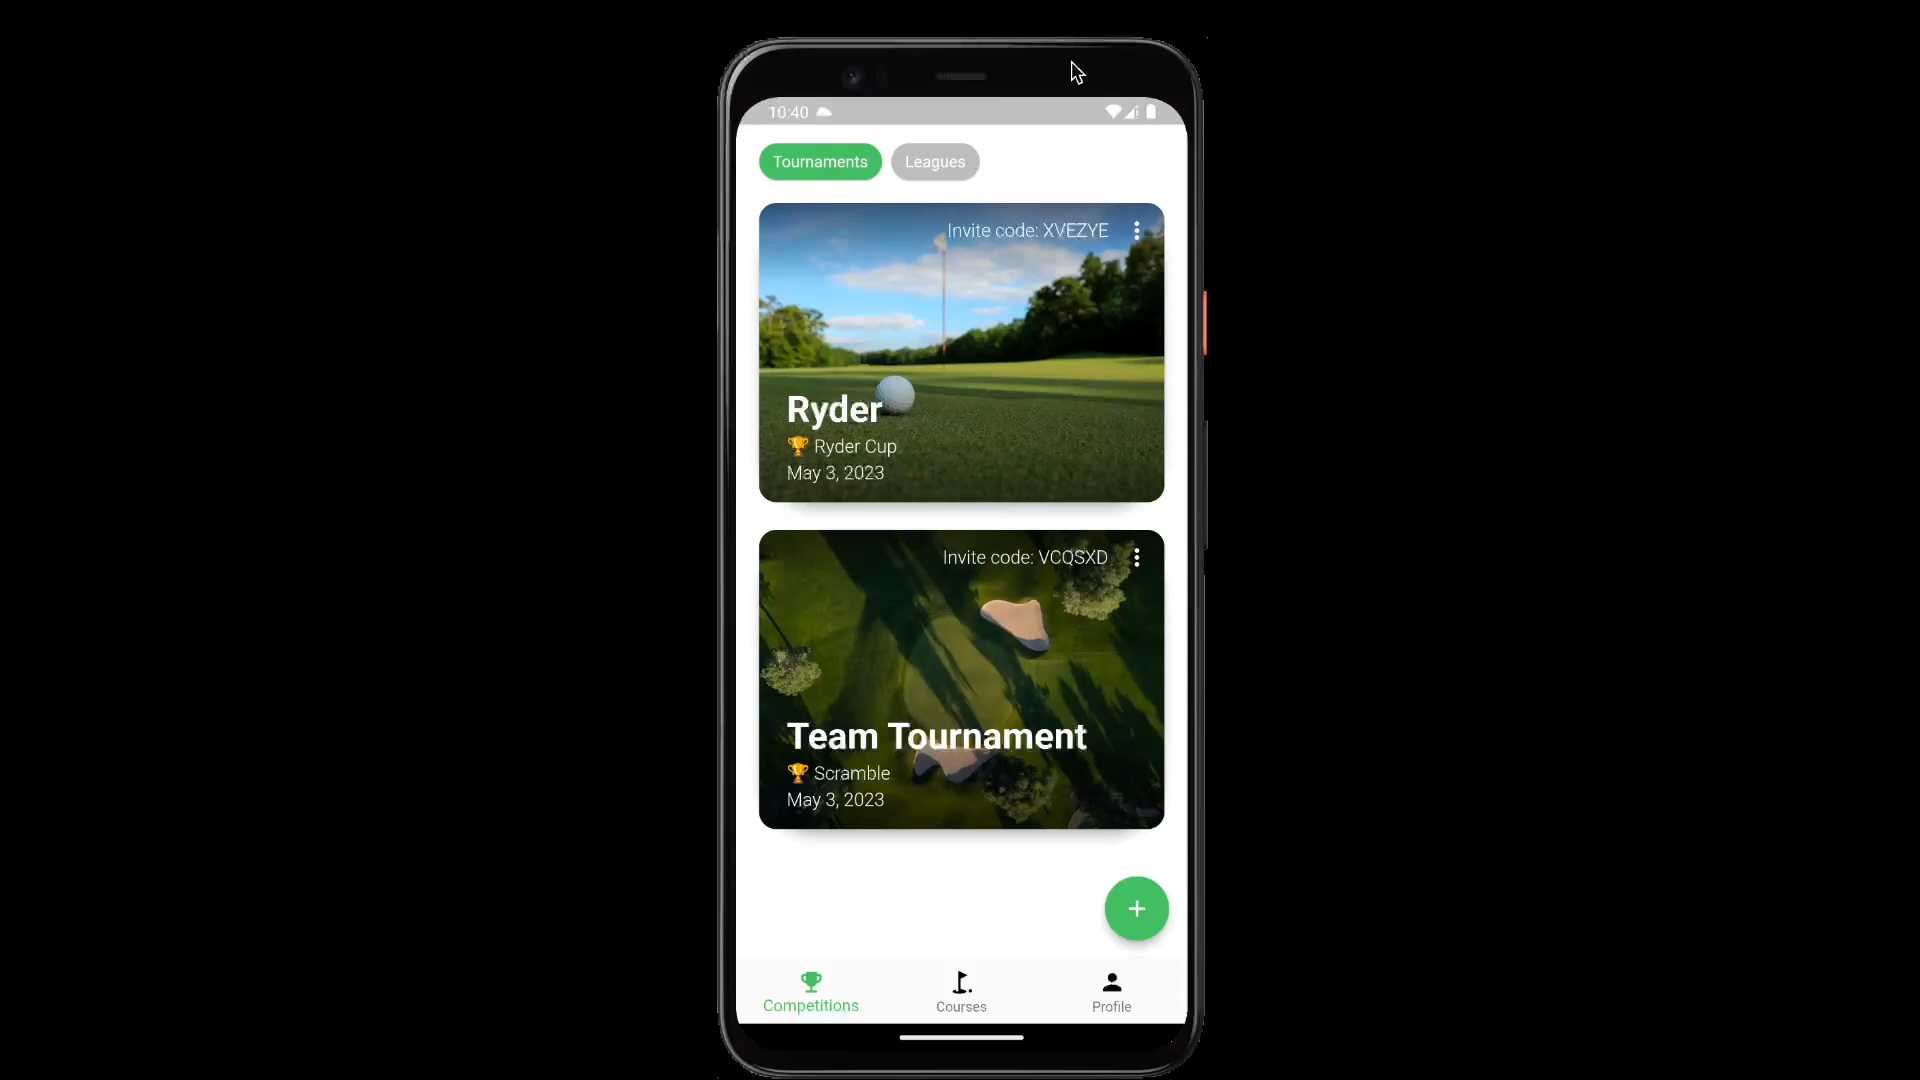 10:40
Tournaments
Leagues
Invite code: XVEZYE
Ryder
🏆 Ryder Cup
May 3, 2023
Invite code: VCQSXD
Team Tournament
🏆 Scramble
May 3, 2023
+
Competitions
Courses
Profile